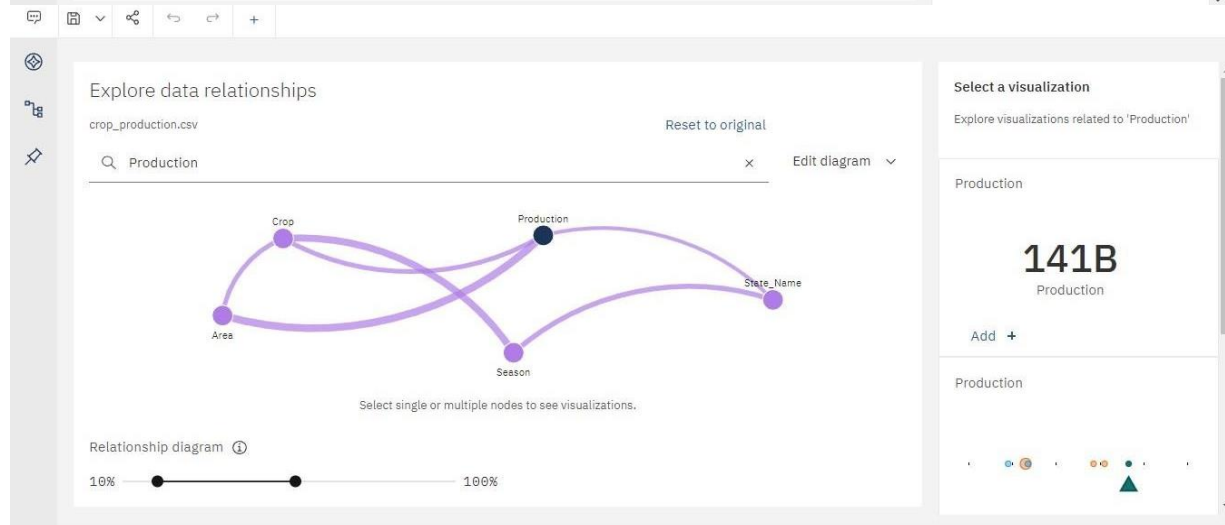 Explore data relationships
crop_production.csv
Reset to original
Production
Edit diagram
Crop
Production
State_Name
Area
Season
Select single or multiple nodes to see visualizations.
Relationship diagram
10%
100%
Select a visualization
Explore visualizations related to 'Production'
Production
141B
Production
Add +
Production